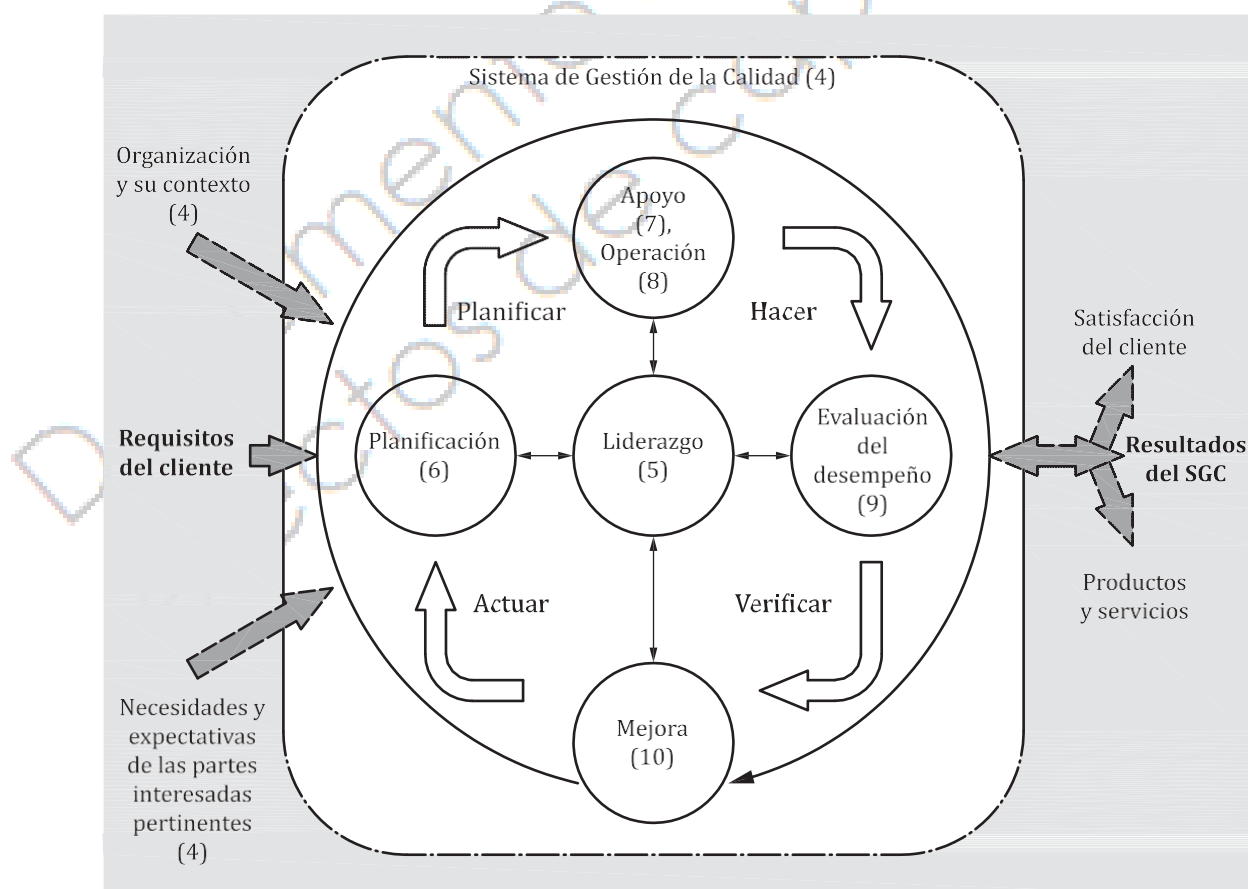 Sistema de Gestión de la Calidad (4)
Organización
y su contexto
(4)
Apoyo
(7),
Operación
(8)
Planificar
Hacer
Satisfacción
del cliente
Requisitos
del cliente
Planificación
(6)
Liderazgo
(5)
Evaluación
del
desempeño
(9)
Resultados
del SGC
Actuar
Verificar
Productos
y servicios
Necesidades y
expectativas
de las partes
interesadas
pertinentes
(4)
Mejora
(10)